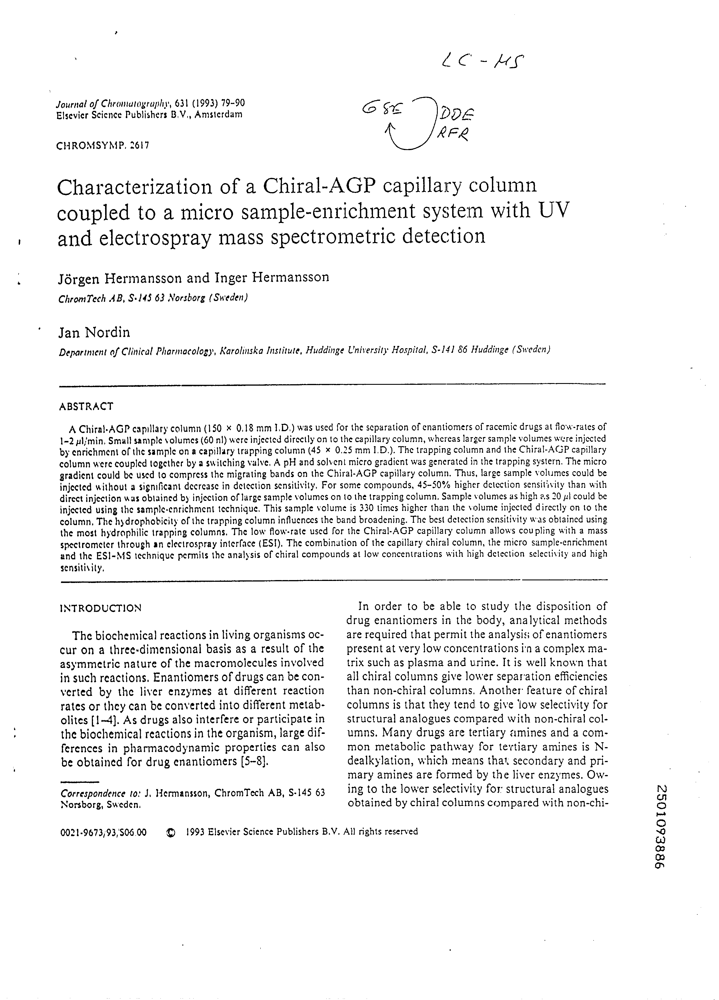 LC - MS
Journal of Chromatography, 631 (1993) 79-90
Elsevier Science Publishers B.V., Amsterdam
GSE DDE
RFR
CHROMSYMP. 2617
Characterization of a Chiral-AGP capillary column
coupled to a micro sample-enrichment system with UV
and electrospray mass spectrometric detection
Jörgen Hermansson and Inger Hermansson
ChromTech AB, S-145 63 Norsborg (Sweden)
Jan Nordin
Department of Clinical Pharmacology, Karolinska Institute, Huddinge University Hospital, S-141 86 Huddinge (Sweden)
ABSTRACT
A Chiral-AGP capillary column (150 × 0.18 mm I.D.) was used for the separation of enantiomers of racemic drugs at flow-rates of
1-2 µl/min. Small sample volumes (60 nl) were injected directly on to the capillary column, whereas larger sample volumes were injected
by enrichment of the sample on a capillary trapping column (45 × 0.25 mm I.D.). The trapping column and the Chiral-AGP capillary
column were coupled together by a switching valve. A pH and solvent micro gradient was generated in the trapping system. The micro
gradient could be used to compress the migrating bands on the Chiral-AGP capillary column. Thus, large sample volumes could be
injected without a significant decrease in detection sensitivity. For some compounds, 45-50% higher detection sensitivity than with
direct injection was obtained by injection of large sample volumes on to the trapping column. Sample volumes as high as 20 µl could be
injected using the sample-enrichment technique. This sample volume is 330 times higher than the volume injected directly on to the
column. The hydrophobicity of the trapping column influences the band broadening. The best detection sensitivity was obtained using
the most hydrophilic trapping columns. The low flow-rate used for the Chiral-AGP capillary column allows coupling with a mass
spectrometer through an electrospray interface (ESI). The combination of the capillary chiral column, the micro sample-enrichment
and the ESI-MS technique permits the analysis of chiral compounds at low concentrations with high detection selectivity and high
sensitivity.
INTRODUCTION
The biochemical reactions in living organisms oc-
cur on a three-dimensional basis as a result of the
asymmetric nature of the macromolecules involved
in such reactions. Enantiomers of drugs can be con-
verted by the liver enzymes at different reaction
rates or they can be converted into different metab-
olites [1-4]. As drugs also interfere or participate in
the biochemical reactions in the organism, large dif-
ferences in pharmacodynamic properties can also
be obtained for drug enantiomers [5-8].
Correspondence to: J. Hermansson, ChromTech AB, S-145 63
Norsborg, Sweden.
In order to be able to study the disposition of
drug enantiomers in the body, analytical methods
are required that permit the analysis of enantiomers
present at very low concentrations in a complex ma-
trix such as plasma and urine. It is well known that
all chiral columns give lower separation efficiencies
than non-chiral columns. Another feature of chiral
columns is that they tend to give low selectivity for
structural analogues compared with non-chiral col-
umns. Many drugs are tertiary amines and a com-
mon metabolic pathway for tertiary amines is N-
dealkylation, which means that secondary and pri-
mary amines are formed by the liver enzymes. Ow-
ing to the lower selectivity for structural analogues
obtained by chiral columns compared with non-chi-
0021-9673/93/$06.00 © 1993 Elsevier Science Publishers B.V. All rights reserved
2501093886